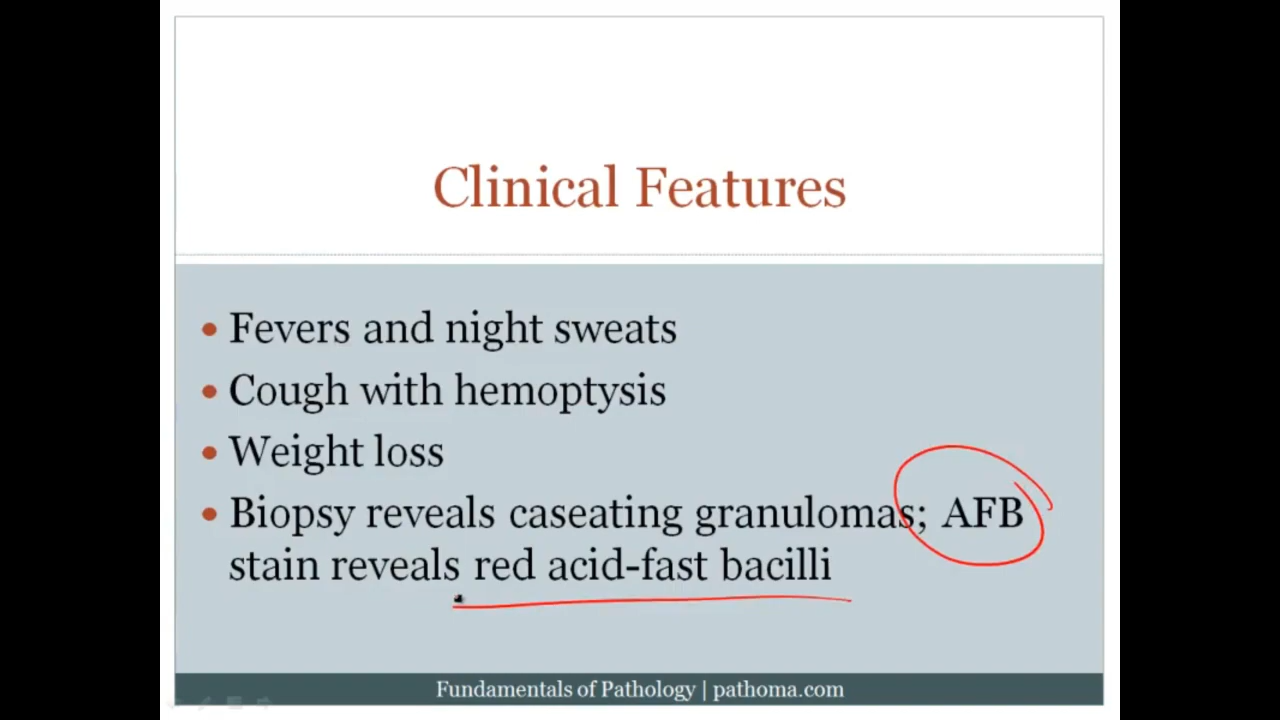 Clinical Features
• Fevers and night sweats
• Cough with hemoptysis
• Weight loss
• Biopsy reveals caseating granulomas; AFB
stain reveals red acid-fast bacilli
Fundamentals of Pathology | pathoma.com